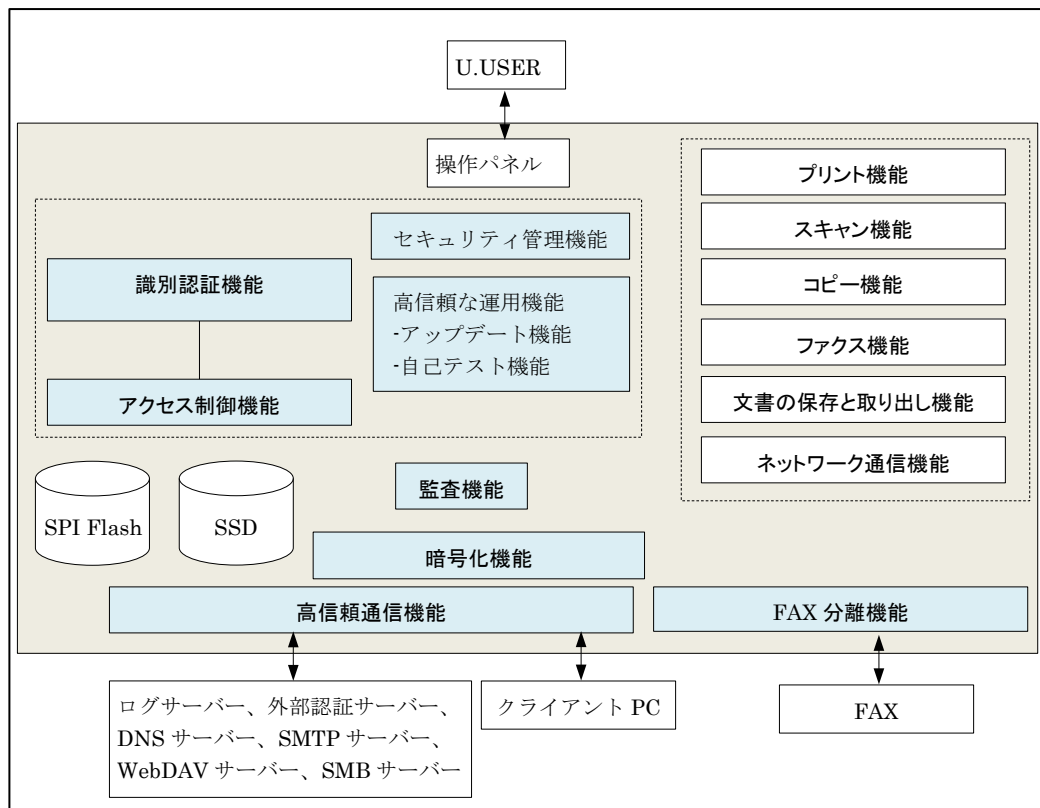 U.USER
操作パネル
セキュリティ管理機能
識別認証機能
高信頼な運用機能
-アップデート機能
-自己テスト機能
アクセス制御機能
プリント機能
スキャン機能
コピー機能
ファクス機能
文書の保存と取り出し機能
ネットワーク通信機能
SPI Flash
SSD
監査機能
暗号化機能
高信頼通信機能
FAX 分離機能
ログサーバー、外部認証サーバー、
DNS サーバー、SMTP サーバー、
WebDAV サーバー、SMB サーバー
クライアント PC
FAX